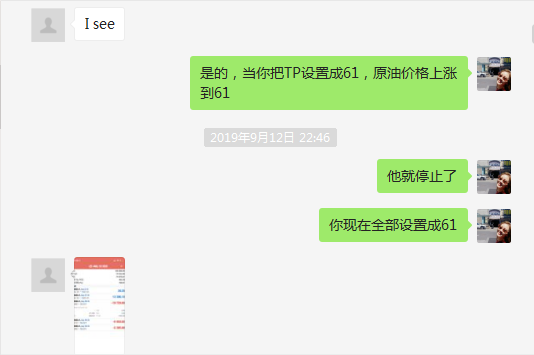 I see
是的，当你把TP设置成61，原油价格上涨
到61
2019年9月12日 22:46
他就停止了
你现在全部设置成61